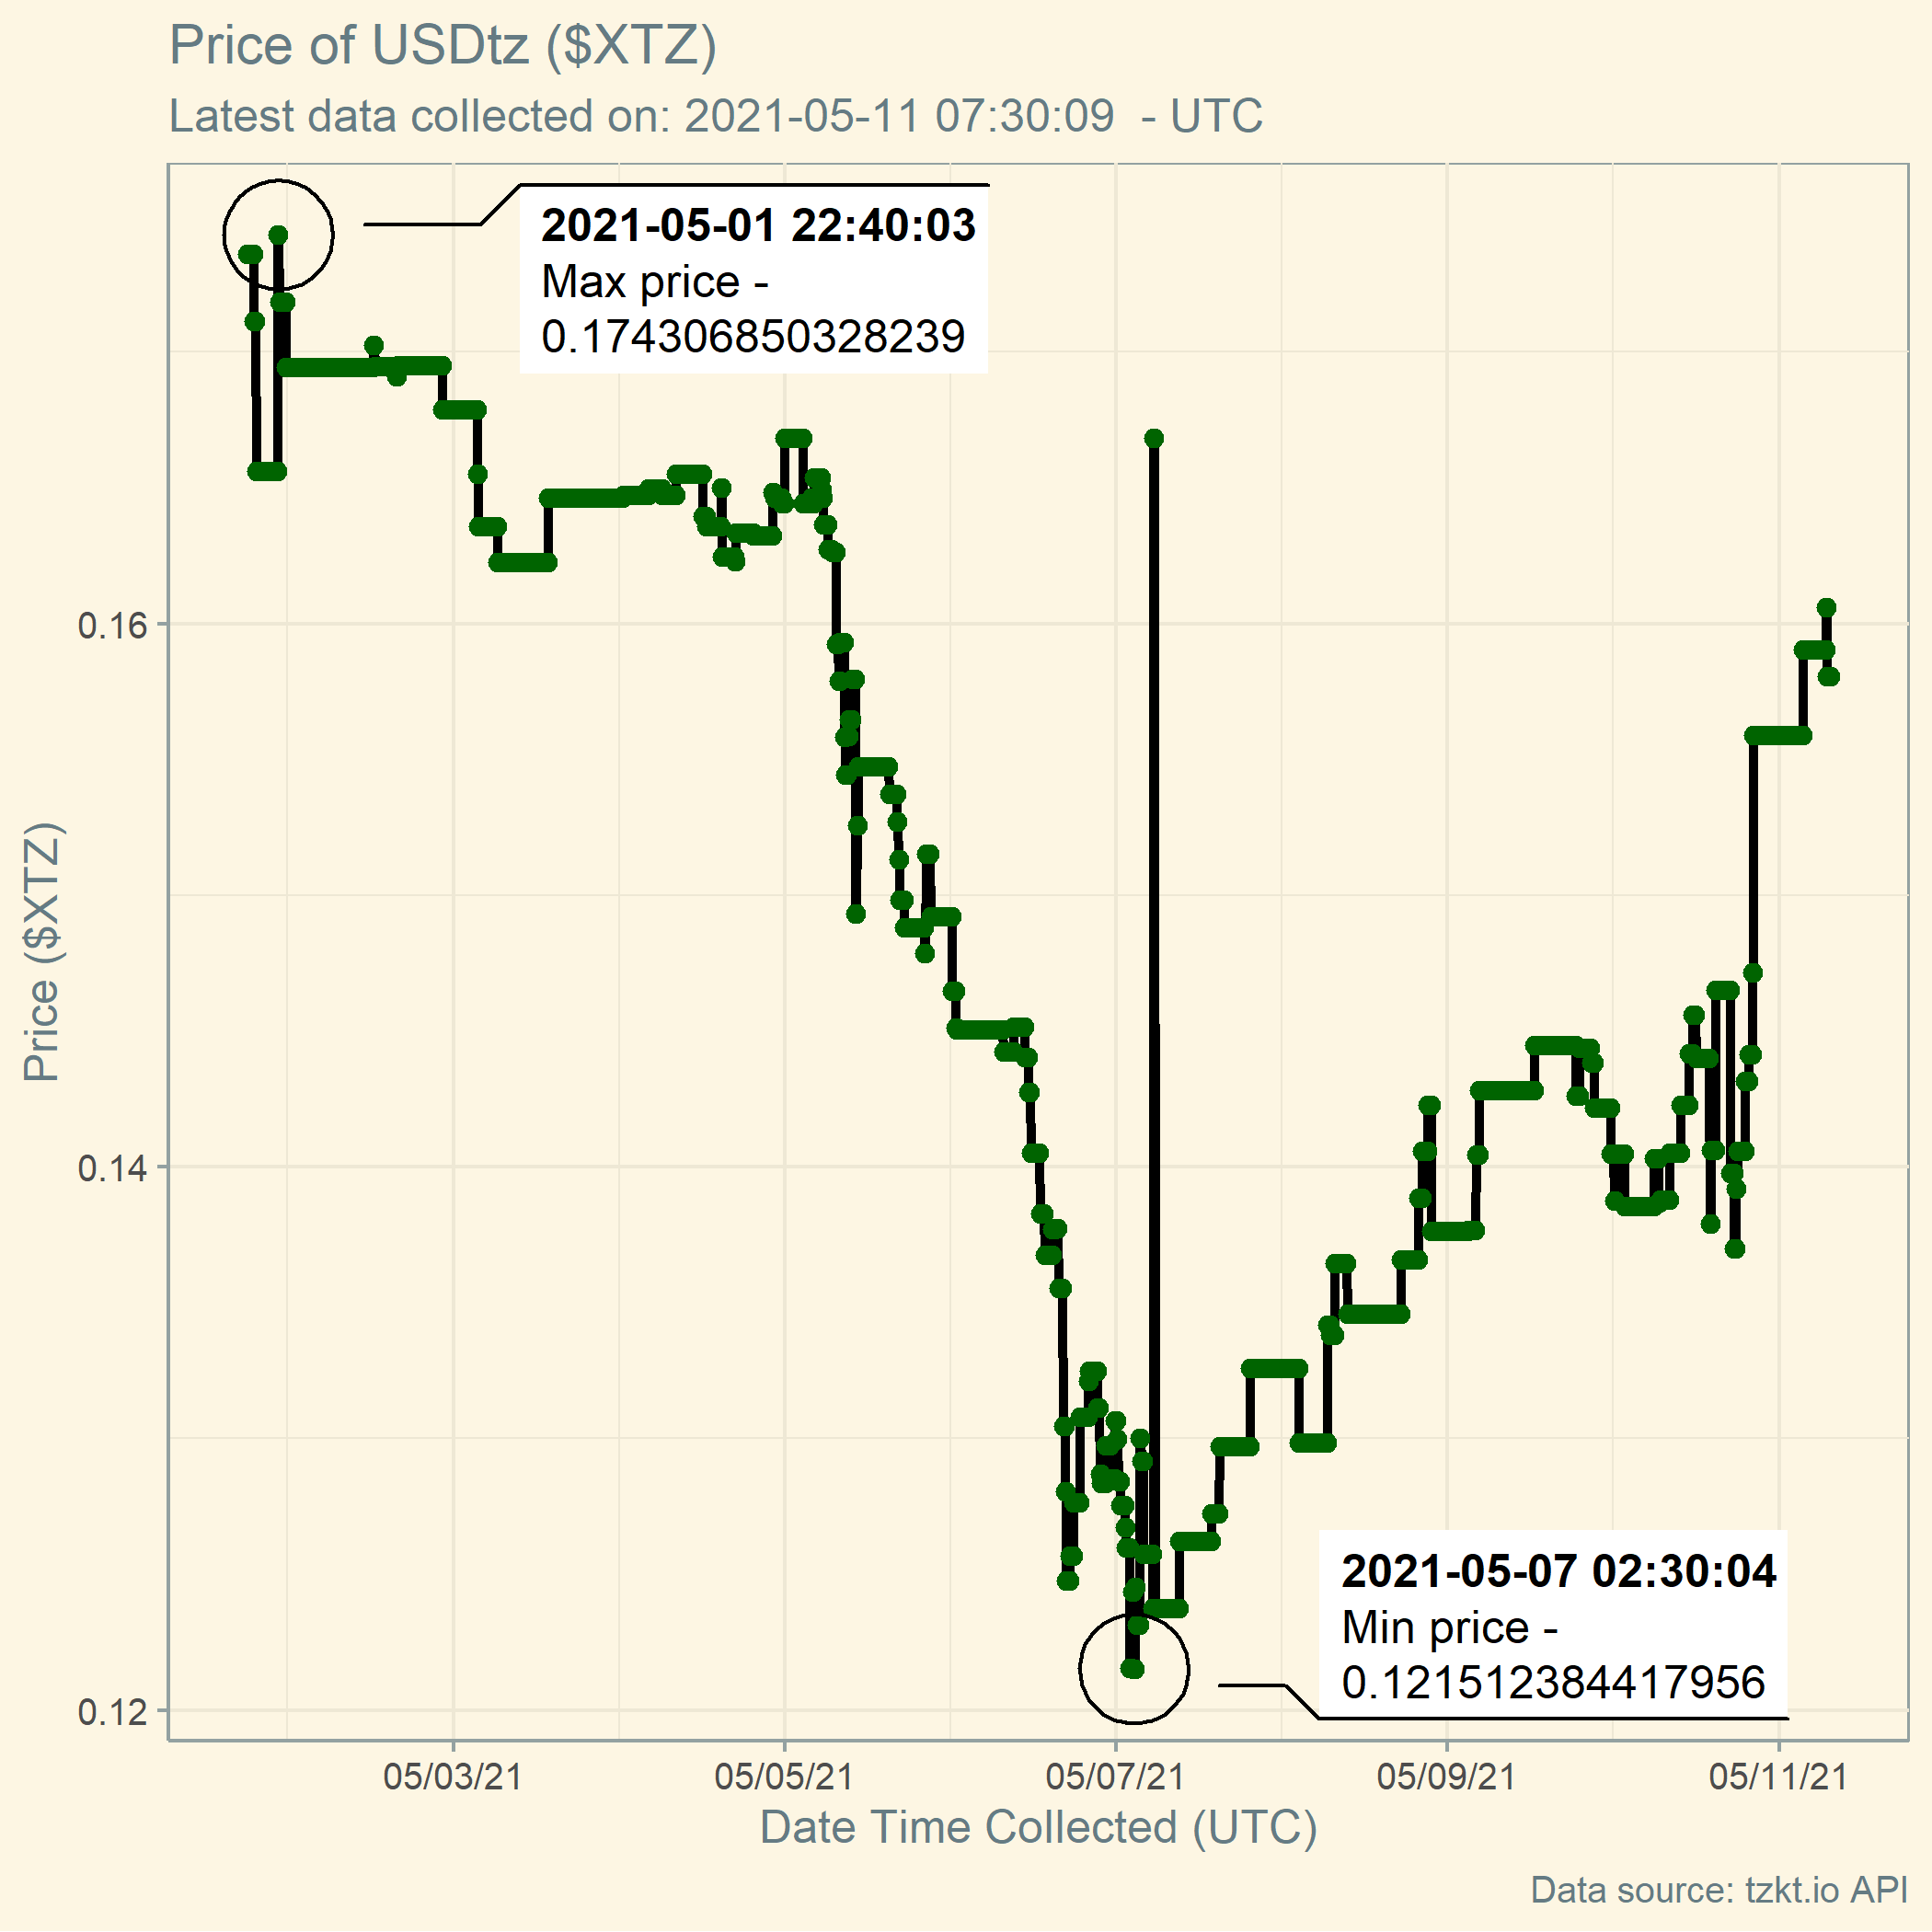 Price of USDtz ($XTZ)
Latest data collected on: 2021-05-11 07:30:09  - UTC
2021-05-01 22:40:03
Max price -
0.174306850328239
0.16
0.14
0.12
Price ($XTZ)
2021-05-07 02:30:04
Min price -
0.121512384417956
05/03/21
05/05/21
05/07/21
05/09/21
05/11/21
Date Time Collected (UTC)
Data source: tzkt.io API